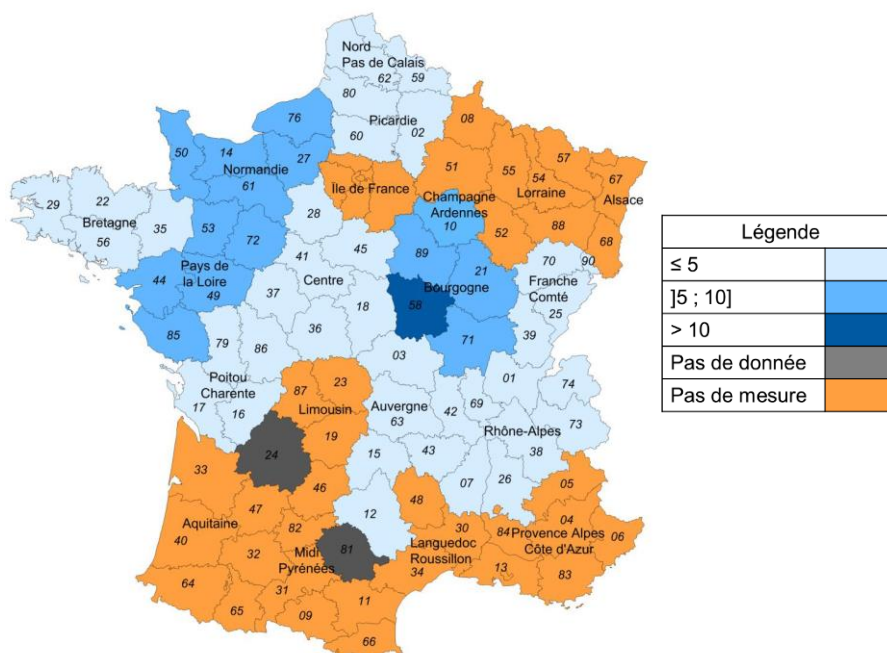 Nord
Pas de Calais
62 59
80
Picardie
76
60 02
08
50 14 27
57
Normandie
51 55 54 67
61
Île de France
Champagne
Ardennes
Lorraine
Alsace
29 22
Bretagne
35
56
28
10
52 88 68
53 72
45
89
70 90
41
Centre
21
Franche
Comté
44
Pays de
la Loire
49
37
18
58
Bourgogne
25
85
79
36
71
39
86
03
01
74
Poitou
Charente
87 23
Limousin
Auvergne
63
42 69
17 16
19
Rhône-Alpes
73
38
24
15 43
33
46
07 26
48
05
47
12
Aquitaine
82
30
04
40
32
Midi
Pyrénées
81
Languedoc
Roussillon
84
Provence Alpes
Côte d'Azur
06
34
13
83
64
31
65 09
11
66
Légende
≤ 5
]5 ; 10]
> 10
Pas de donnée
Pas de mesure